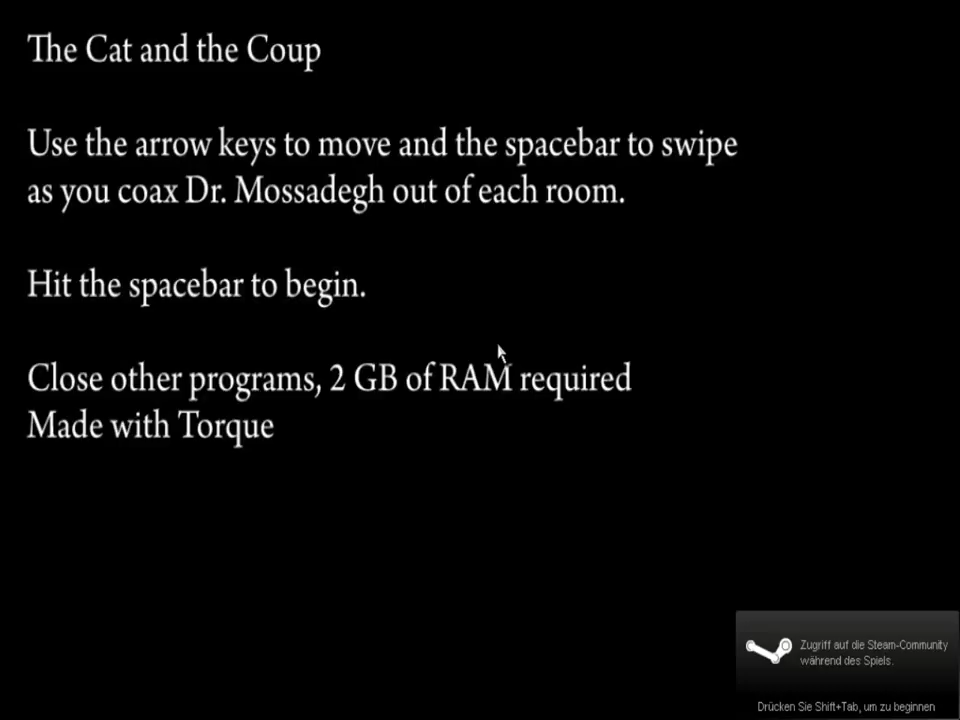 The Cat and the Coup
Use the arrow keys to move and the spacebar to swipe
as you coax Dr. Mossadegh out of each room.
Hit the spacebar to begin.
Close other programs, 2 GB of RAM required
Made with Torque
Zugriff auf die Steam-Community
während des Spiels.
Drücken Sie Shift+Tab, um zu beginnen